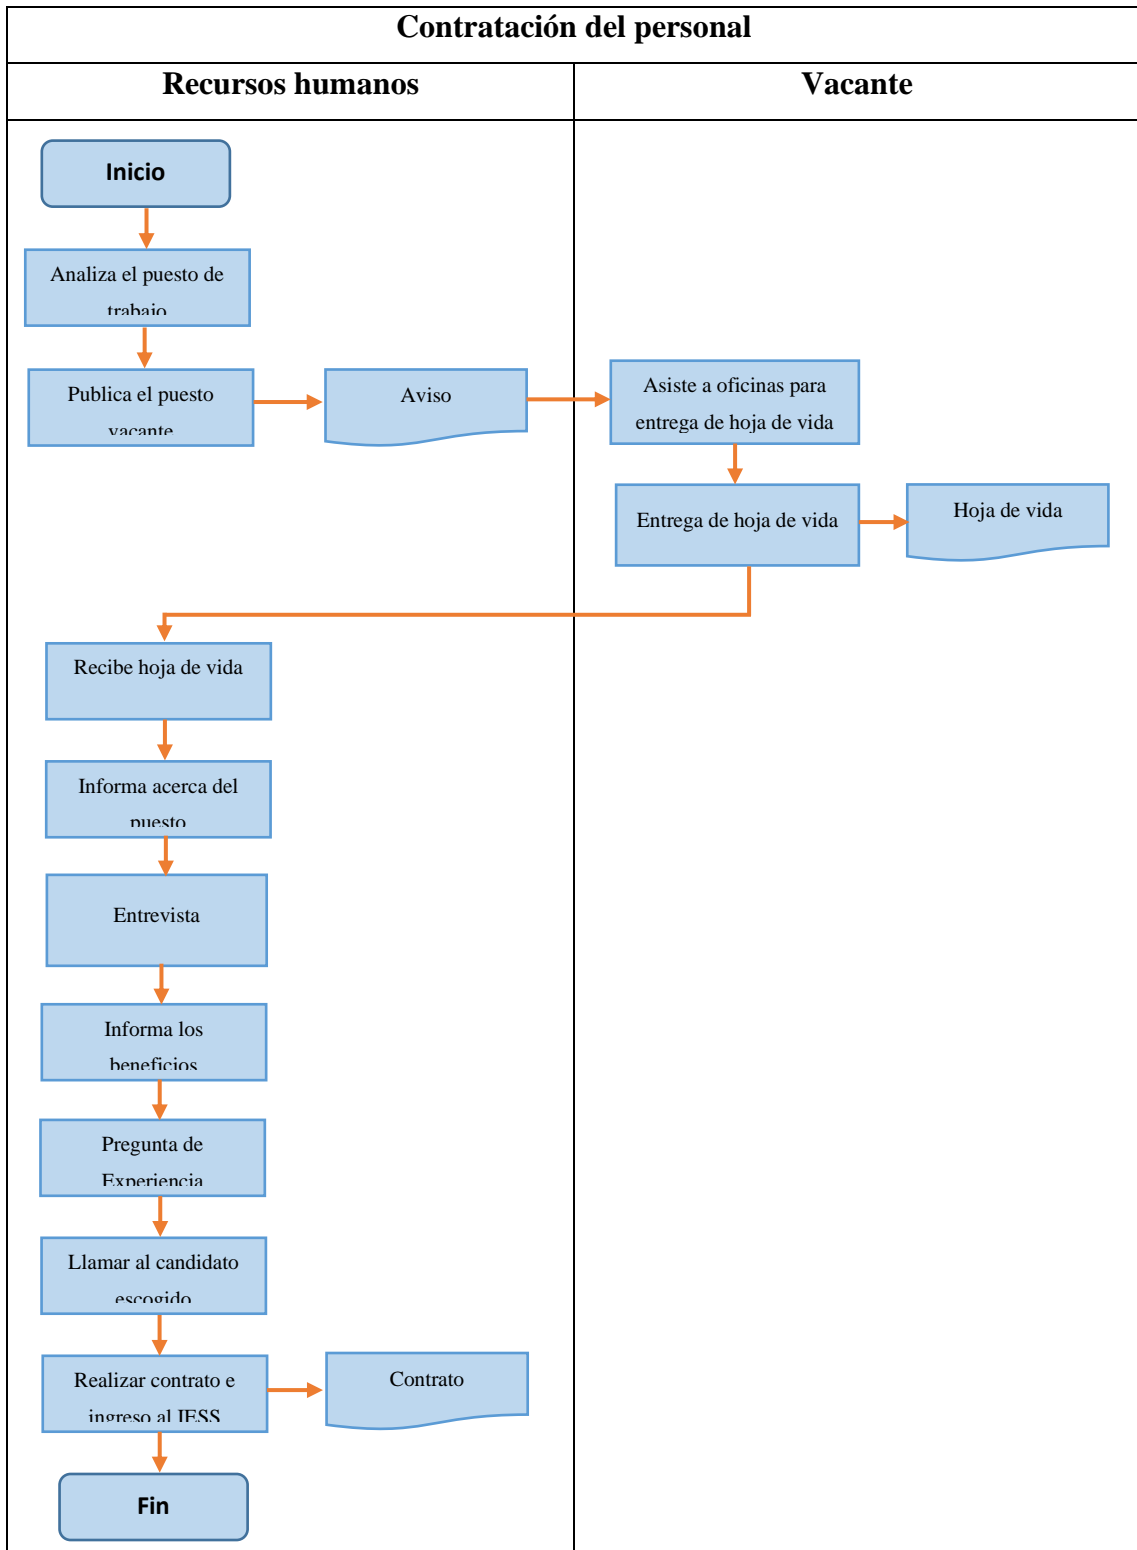 Contratación del personal
Recursos humanos
Vacante
Inicio
Analiza el puesto de
trabajo
Publica el puesto
vacante
Aviso
Asiste a oficinas para
entrega de hoja de vida
Entrega de hoja de vida
Hoja de vida
Recibe hoja de vida
Informa acerca del
puesto
Entrevista
Informa los
beneficios
Pregunta de
Experiencia
Llamar al candidato
escogido
Realizar contrato e
ingreso al IESS
Contrato
Fin